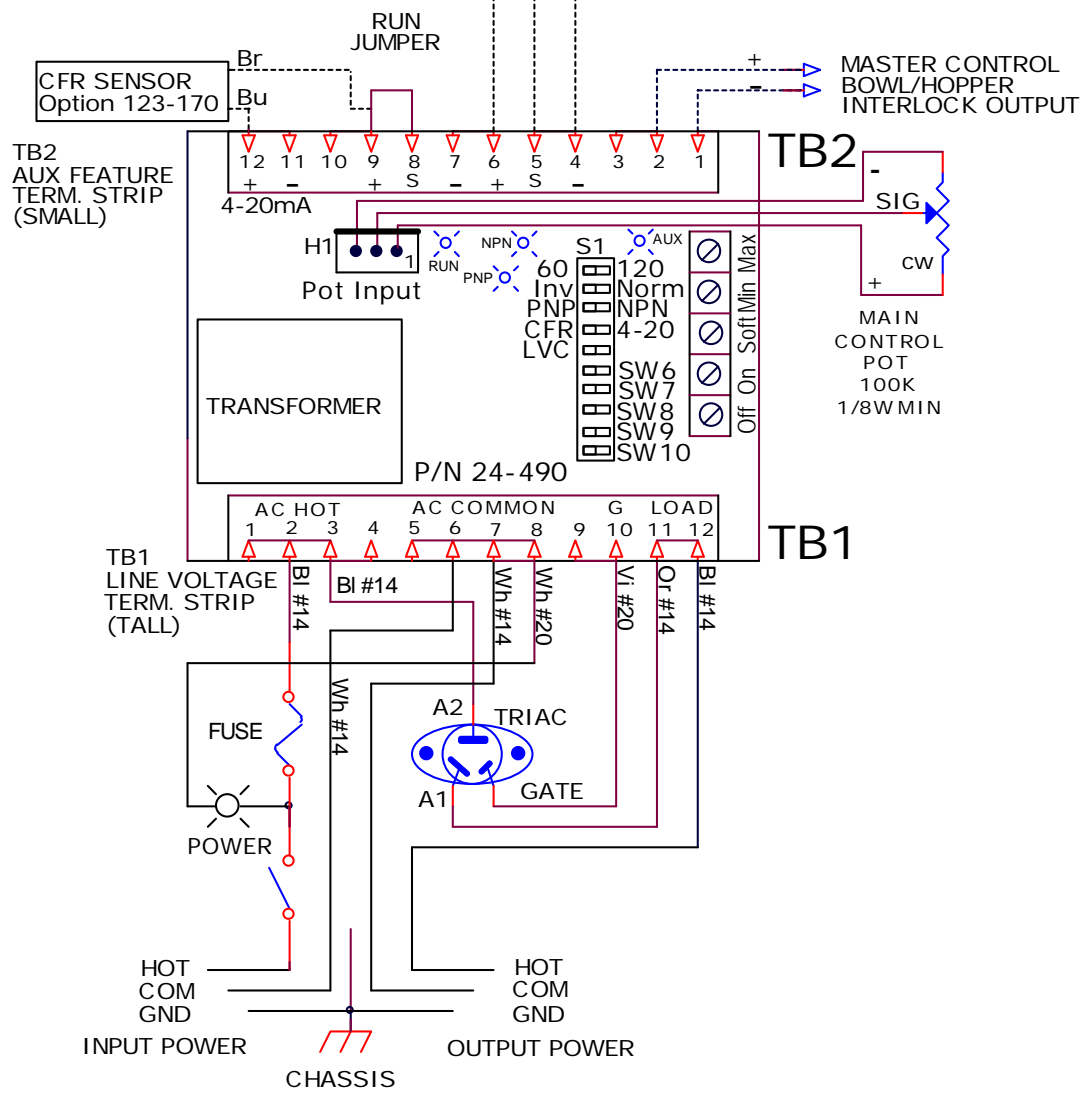 RUN
JUMPER
Br
CFR SENSOR
Option 123-170
Bu
+
-
MASTER CONTROL
BOWL/HOPPER
INTERLOCK OUTPUT
TB2
AUX FEATURE
TERM. STRIP
(SMALL)
12 11 10 9 8 7 6 5 4 3 2 1
+ - + S - + S -
4-20mA
TB2
-
SIG
CW
+
MAIN
CONTROL
POT
100K
1/8W MIN
H1
1
Pot Input
RUN
NPN
PNP
AUX
S1
60 120
Inv Norm
PNP NPN
CFR 4-20
LVC
SW6
SW7
SW8
SW9
SW10
Max
Min
Soft
On
Off
TRANSFORMER
P/N 24-490
AC HOT AC COMMON G LOAD
1 2 3 4 5 6 7 8 9 10 11 12
TB1
TB1
LINE VOLTAGE
TERM. STRIP
(TALL)
Bl #14
Bl #14
Wh #14
Wh #20
Vi #20
Or #14
Bl #14
Wh #14
FUSE
A2
TRIAC
A1
GATE
POWER
HOT
COM
GND
INPUT POWER
HOT
COM
GND
OUTPUT POWER
CHASSIS